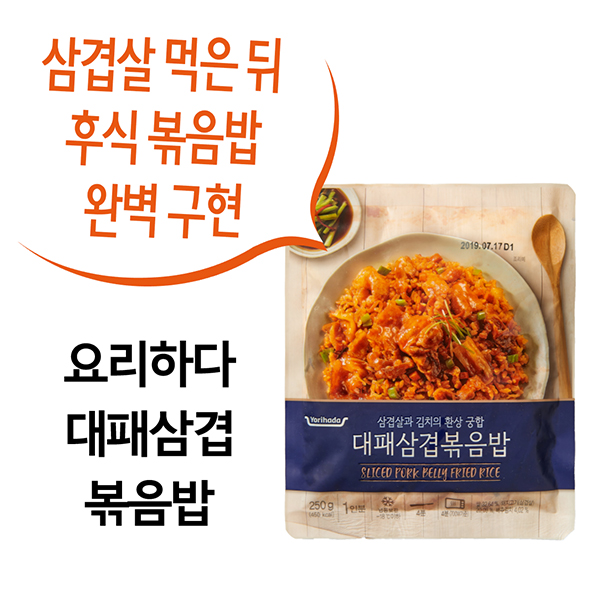 삼겹살 먹은 뒤
후식 볶음밥
완벽 구현
요리하다
대패삼겹
볶음밥
2019.07.17D1
Yorihada
삼겹살과 김치의 환상 궁합
대패삼겹볶음밥
SLICED PORK BELLY FRIED RICE
250g
1인분